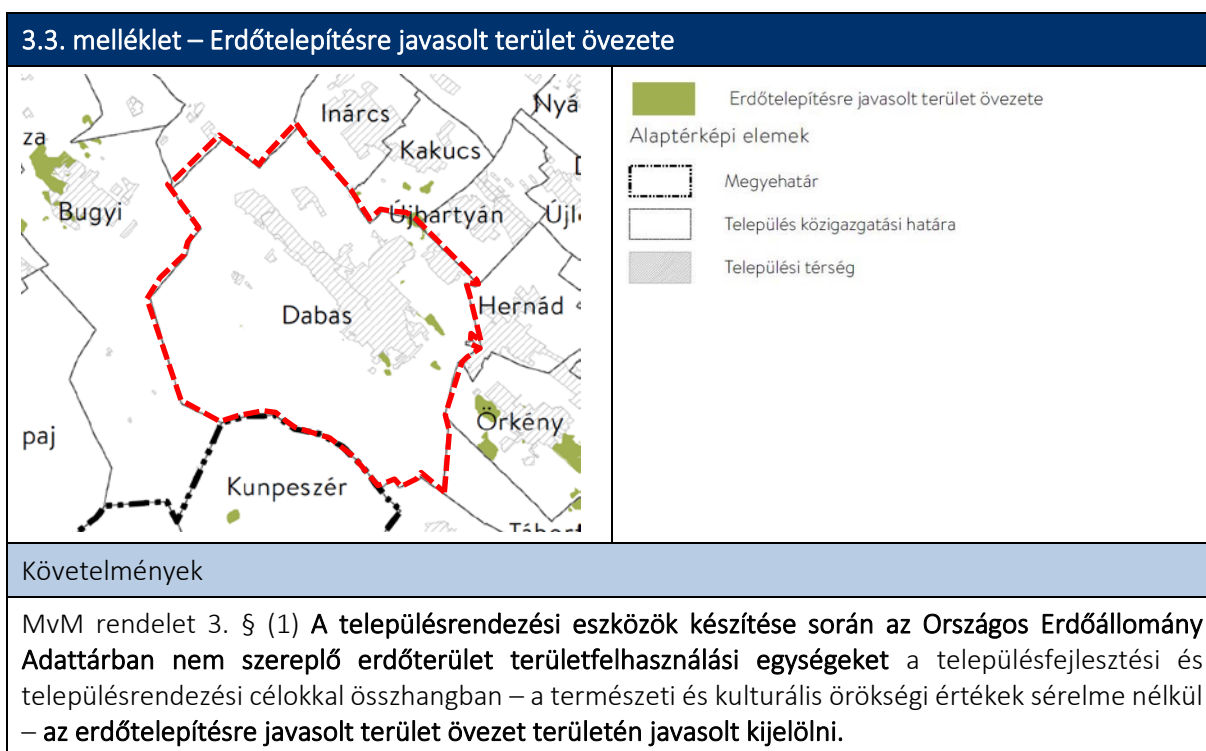 3.3. melléklet – Erdőtelepítésre javasolt terület övezete
Inárcs
Nyá
za
Kakucs
Bugyi
Újhartyán
Újl
Dabas
Hernád
Örkény
paj
Kunpeszér
Erdőtelepítésre javasolt terület övezete
Alaptérképi elemek
Megyehatár
Település közigazgatási határa
Települési térség
Követelmények
MvM rendelet 3. § (1) A településrendezési eszközök készítése során az Országos Erdőállomány
Adattárban nem szereplő erdőterület területfelhasználási egységeket a településfejlesztési és
településrendezési célokkal összhangban – a természeti és kulturális örökségi értékek sérelme nélkül
– az erdőtelepítésre javasolt terület övezet területén javasolt kijelölni.